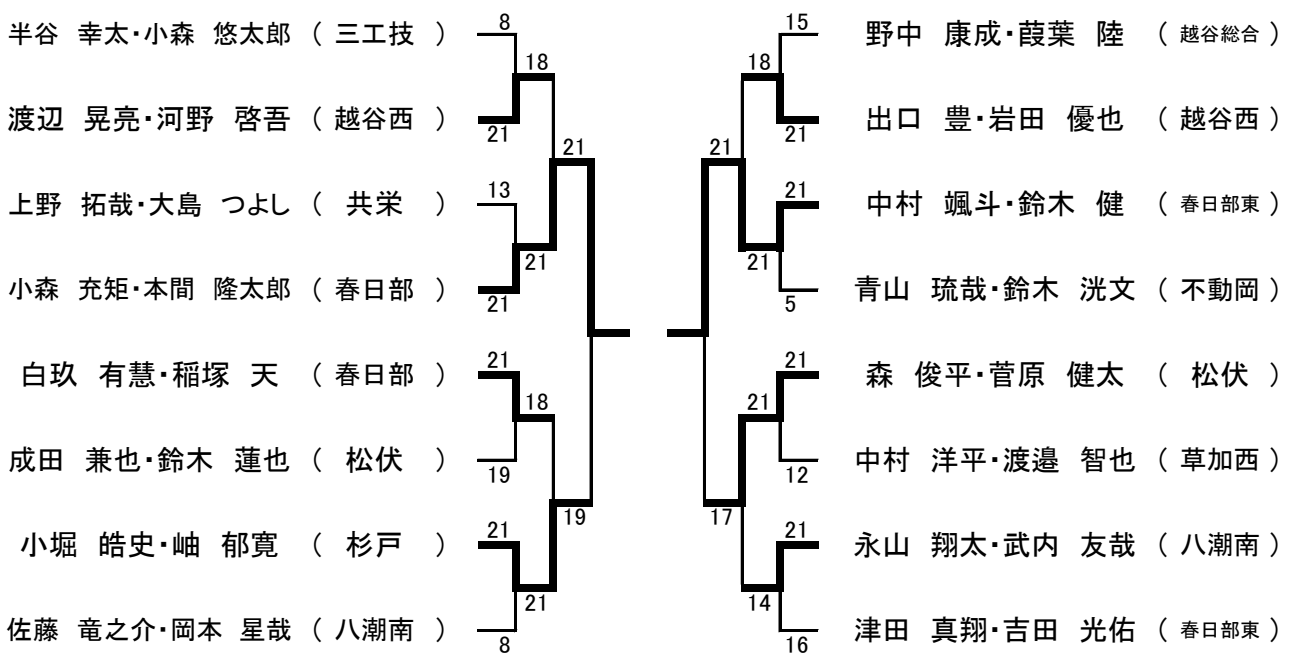 半谷 幸太・小森 悠太郎 ( 三工技 ) 8
18
渡辺 晃亮・河野 啓吾 ( 越谷西 ) 21
21
上野 拓哉・大島 つよし ( 共栄 ) 13
21
小森 充矩・本間 隆太郎 ( 春日部 ) 21
白玖 有慧・稲塚 天 ( 春日部 ) 21
18
成田 兼也・鈴木 蓮也 ( 松伏 ) 19
19
小堀 皓史・岫 郁寛 ( 杉戸 ) 21
21
佐藤 竜之介・岡本 星哉 ( 八潮南 ) 8
15 野中 康成・葭葉 陸 ( 越谷総合 )
18
21 出口 豊・岩田 優也 ( 越谷西 )
21
21 中村 颯斗・鈴木 健 ( 春日部東 )
21
5 青山 琉哉・鈴木 洸文 ( 不動岡 )
21 森 俊平・菅原 健太 ( 松伏 )
21
12 中村 洋平・渡邉 智也 ( 草加西 )
17
21 永山 翔太・武内 友哉 ( 八潮南 )
14
16 津田 真翔・吉田 光佑 ( 春日部東 )